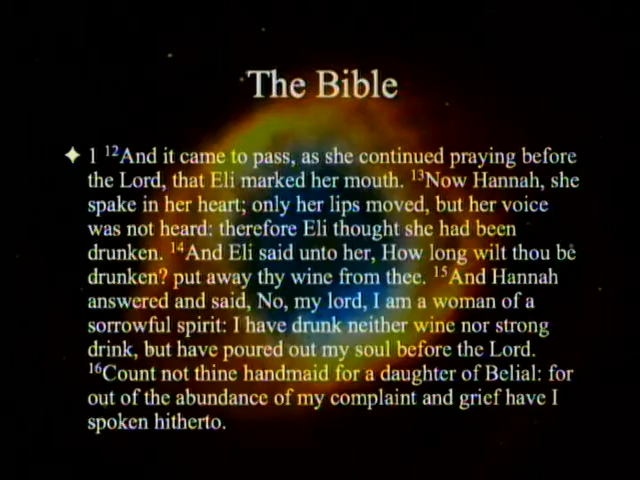 The Bible
1 12And it came to pass, as she continued praying before
the Lord, that Eli marked her mouth. 13Now Hannah, she
spake in her heart; only her lips moved, but her voice
was not heard: therefore Eli thought she had been
drunken. 14And Eli said unto her, How long wilt thou be
drunken? put away thy wine from thee. 15And Hannah
answered and said, No, my lord, I am a woman of a
sorrowful spirit: I have drunk neither wine nor strong
drink, but have poured out my soul before the Lord.
16Count not thine handmaid for a daughter of Belial: for
out of the abundance of my complaint and grief have I
spoken hitherto.